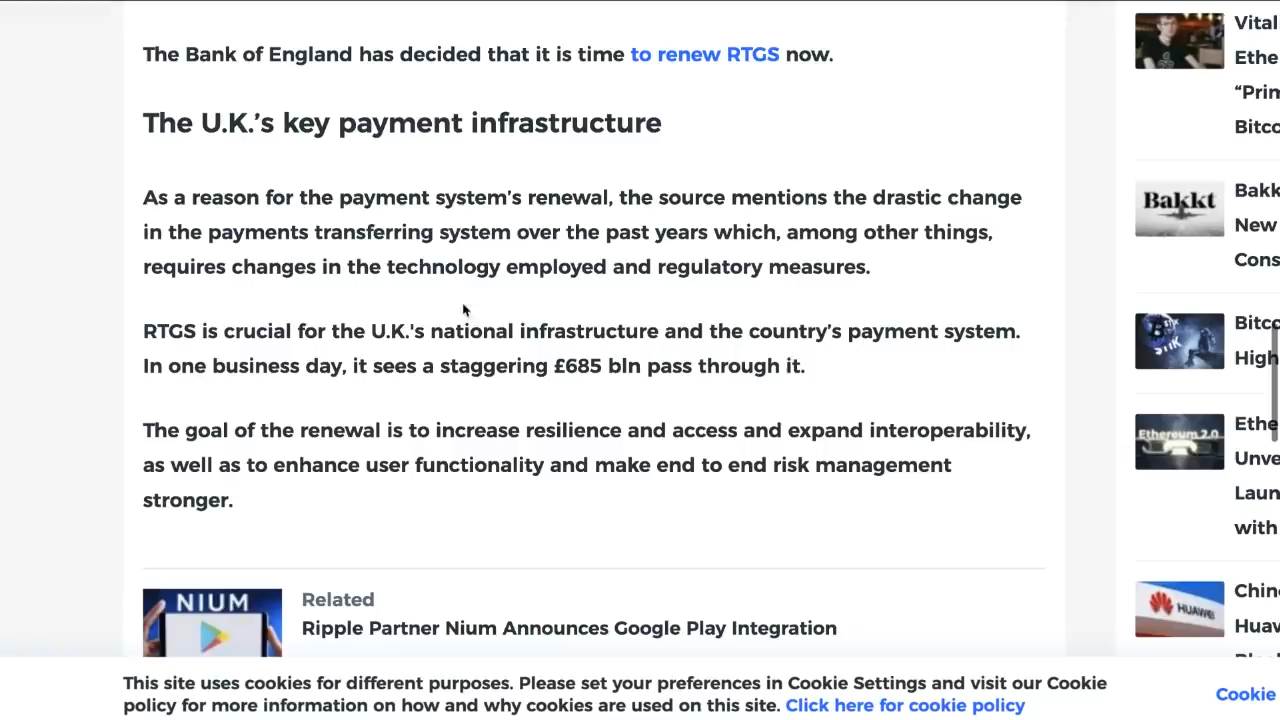 The Bank of England has decided that it is time to renew RTGS now.
The U.K.’s key payment infrastructure
As a reason for the payment system’s renewal, the source mentions the drastic change
in the payments transferring system over the past years which, among other things,
requires changes in the technology employed and regulatory measures.
RTGS is crucial for the U.K.'s national infrastructure and the country’s payment system.
In one business day, it sees a staggering £685 bln pass through it.
The goal of the renewal is to increase resilience and access and expand interoperability,
as well as to enhance user functionality and make end to end risk management
stronger.
NIUM
Related
Ripple Partner Nium Announces Google Play Integration
This site uses cookies for different purposes. Please set your preferences in Cookie Settings and visit our Cookie
policy for more information on how and why cookies are used on this site. Click here for cookie policy
Cookie
Vital
Ethe
“Prim
Bitco
Bakkt
Bakk
New
Cons
Bitco
High
Ethereum 2.0
Ethe
Unve
Laun
with
HUAWEI
Chin
Huaw